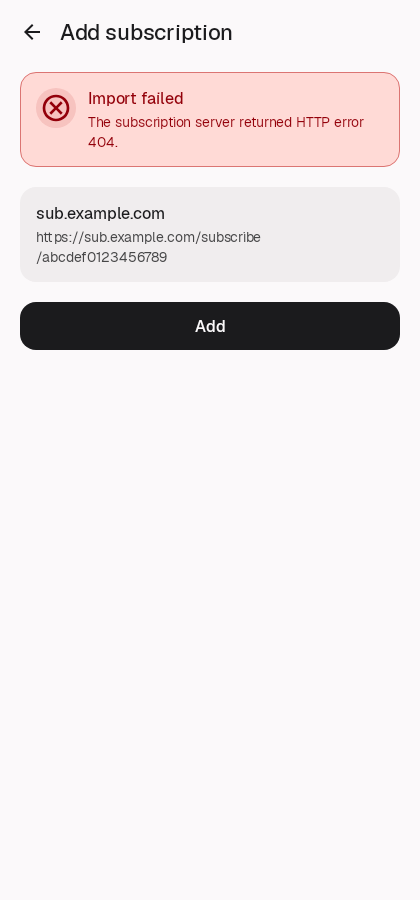 Add subscription
Import failed
The subscription server returned HTTP error
404.
sub.example.com
https://sub.example.com/subscribe
/abcdef0123456789
Add